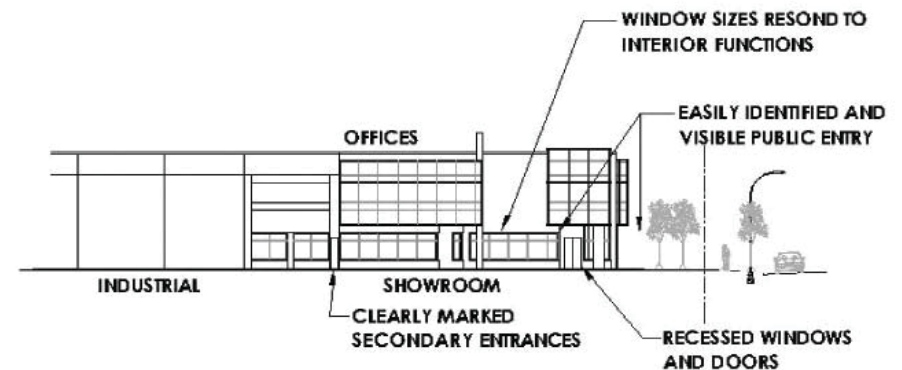 WINDOW SIZES RESOND TO
INTERIOR FUNCTIONS
EASILY IDENTIFIED AND
VISIBLE PUBLIC ENTRY
OFFICES
INDUSTRIAL
SHOWROOM
CLEARLY MARKED
SECONDARY ENTRANCES
RECESSED WINDOWS
AND DOORS